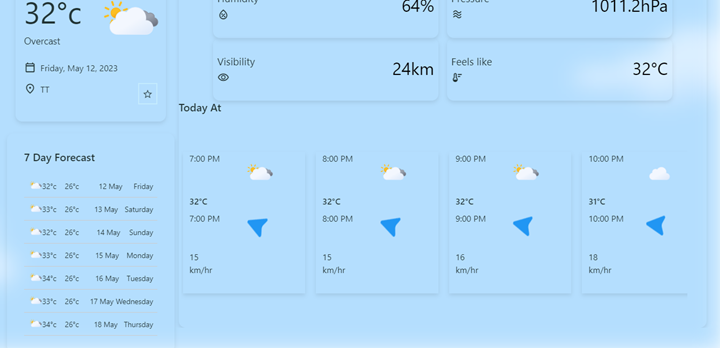 32°c
Overcast
Friday, May 12, 2023
TT
7 Day Forecast
32°c 26°c 12 May Friday
33°c 26°c 13 May Saturday
32°c 26°c 14 May Sunday
33°c 26°c 15 May Monday
34°c 26°c 16 May Tuesday
33°c 26°c 17 May Wednesday
34°c 26°c 18 May Thursday
Humidity
64%
Pressure
1011.2hPa
Visibility
24km
Feels like
32°C
Today At
7:00 PM
32°C
7:00 PM
15
km/hr
8:00 PM
32°C
8:00 PM
15
km/hr
9:00 PM
32°C
9:00 PM
16
km/hr
10:00 PM
31°C
10:00 PM
18
km/hr